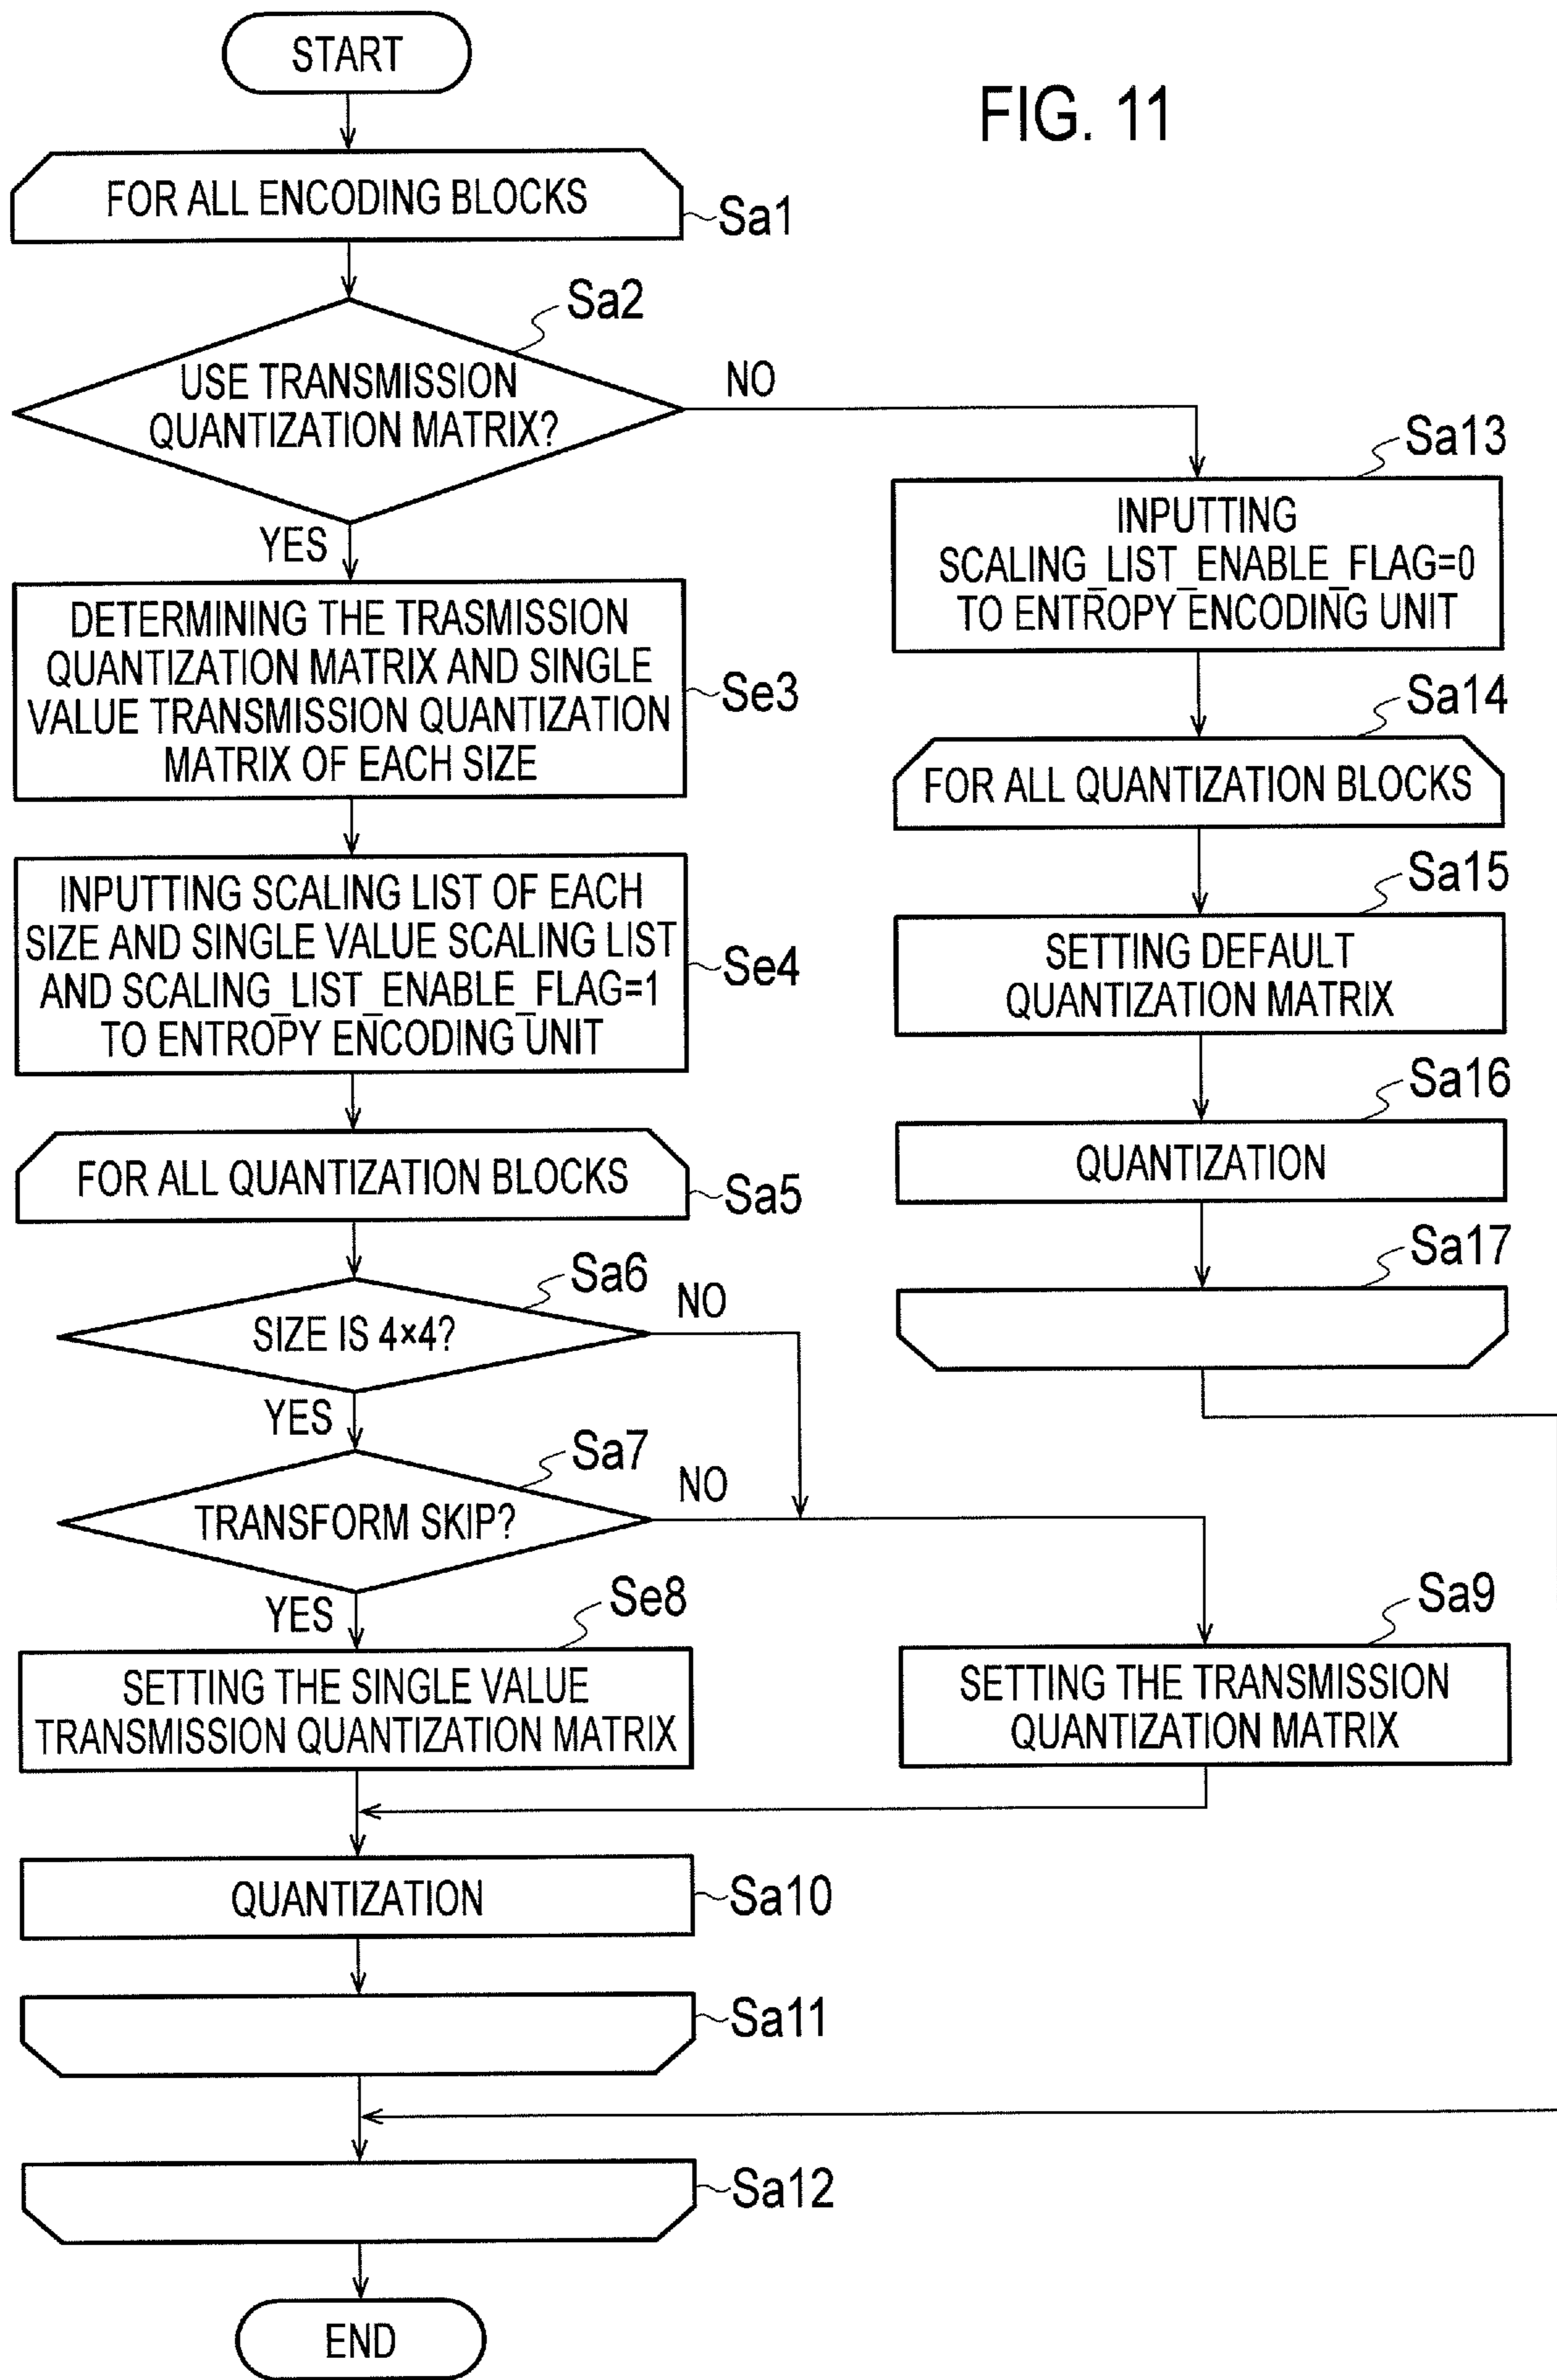 START
FIG. 11
FOR ALL ENCODING BLOCKS
Sa1
Sa2
USE TRANSMISSION
QUANTIZATION MATRIX?
NO
YES
DETERMINING THE TRASMISSION
QUANTIZATION MATRIX AND SINGLE
VALUE TRANSMISSION QUANTIZATION
MATRIX OF EACH SIZE
Se3
INPUTTING SCALING LIST OF EACH
SIZE AND SINGLE VALUE SCALING LIST
AND SCALING_LIST_ENABLE_FLAG=1
TO ENTROPY ENCODING UNIT
Se4
FOR ALL QUANTIZATION BLOCKS
Sa5
Sa6
SIZE IS 4×4?
NO
YES
Sa7
TRANSFORM SKIP?
NO
YES
Se8
SETTING THE SINGLE VALUE
TRANSMISSION QUANTIZATION MATRIX
Sa9
SETTING THE TRANSMISSION
QUANTIZATION MATRIX
QUANTIZATION
Sa10
Sa11
Sa12
END
Sa13
INPUTTING
SCALING_LIST_ENABLE_FLAG=0
TO ENTROPY ENCODING UNIT
Sa14
FOR ALL QUANTIZATION BLOCKS
Sa15
SETTING DEFAULT
QUANTIZATION MATRIX
Sa16
QUANTIZATION
Sa17